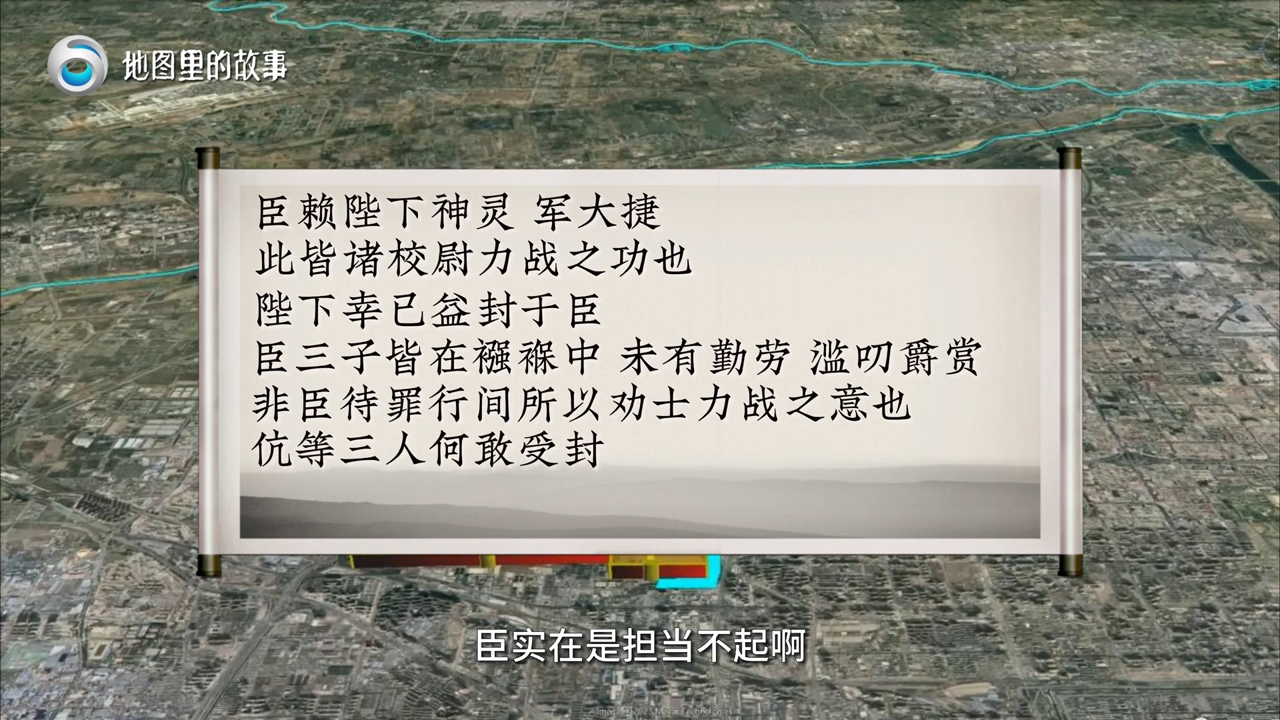 地图里的故事
臣赖陛下神灵 军大捷
此皆诸校尉力战之功也
陛下幸已益封于臣
臣三子皆在襁褓中 未有勤劳 滥叨爵赏
非臣待罪行间所以劝士力战之意也
伉等三人何敢受封
臣实在是担当不起啊